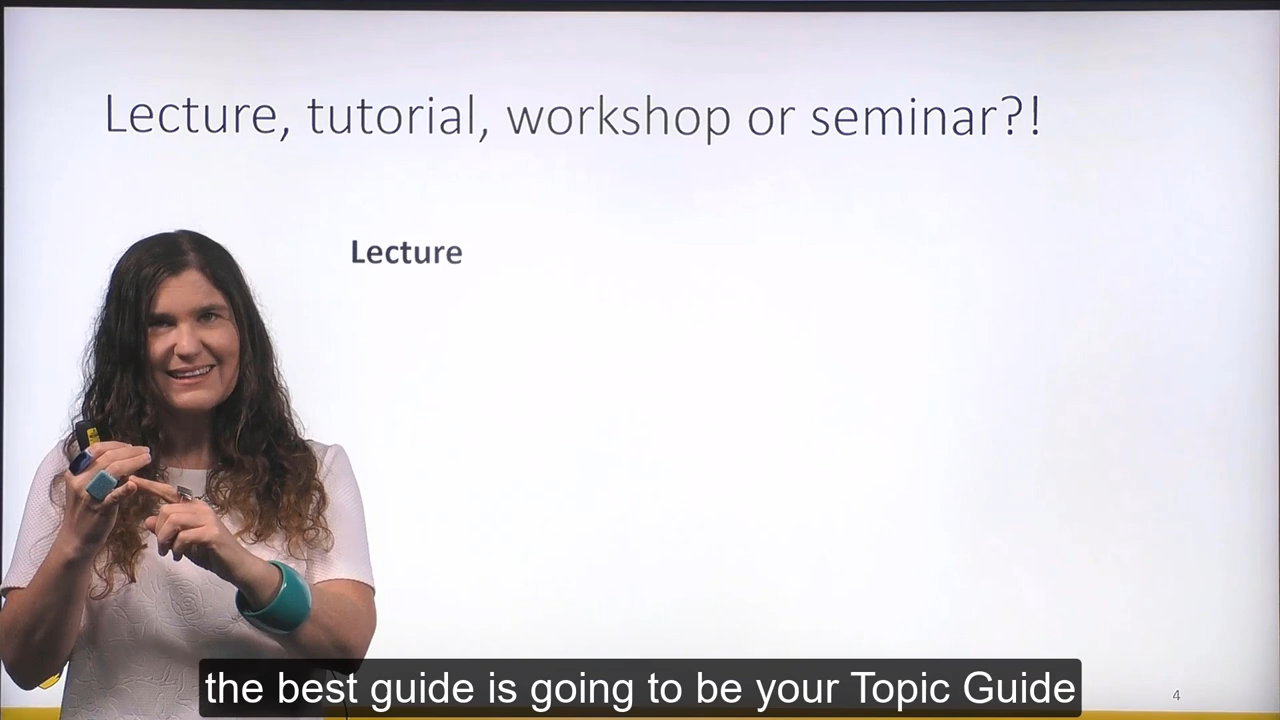 Lecture, tutorial, workshop or seminar?!
Lecture
the best guide is going to be your Topic Guide
4